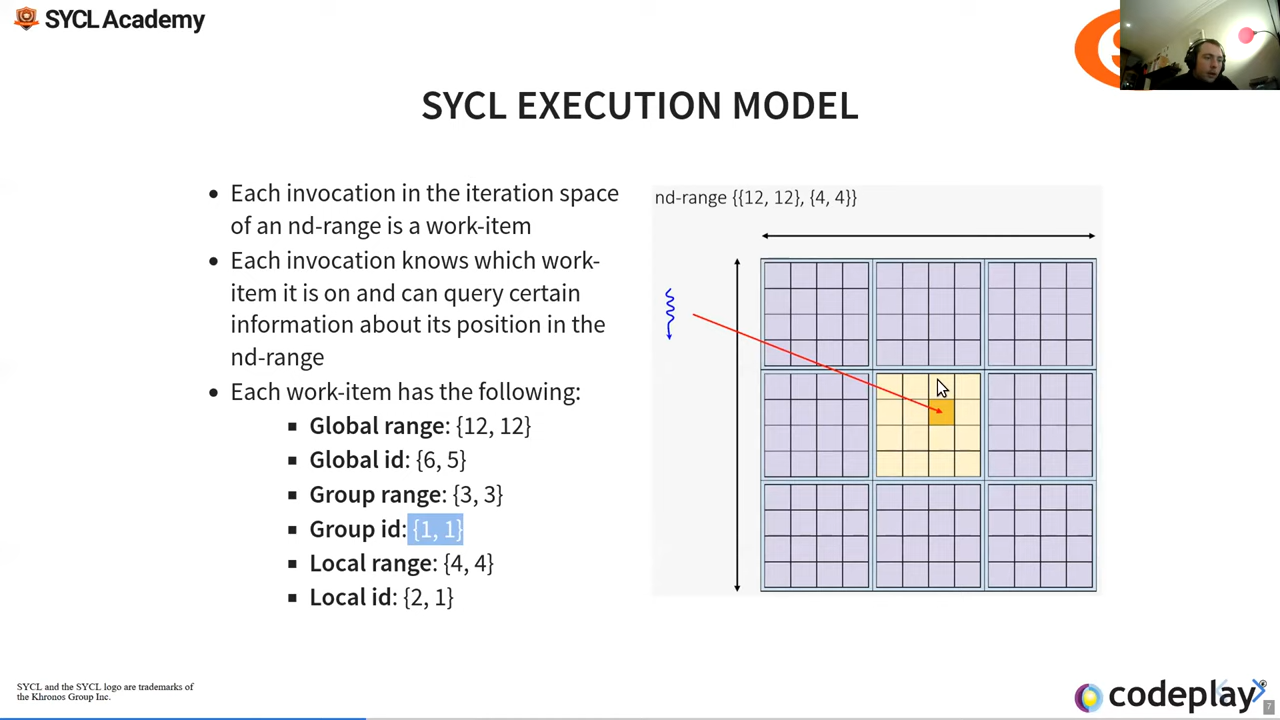 SYCL Academy
SYCL EXECUTION MODEL
Each invocation in the iteration space
of an nd-range is a work-item
Each invocation knows which work-
item it is on and can query certain
information about its position in the
nd-range
Each work-item has the following:
Global range: {12, 12}
Global id: {6, 5}
Group range: {3, 3}
Group id: {1, 1}
Local range: {4, 4}
Local id: {2, 1}
nd-range {{12, 12}, {4, 4}}
SYCL and the SYCL logo are trademarks of
the Khronos Group Inc.
codeplay
7